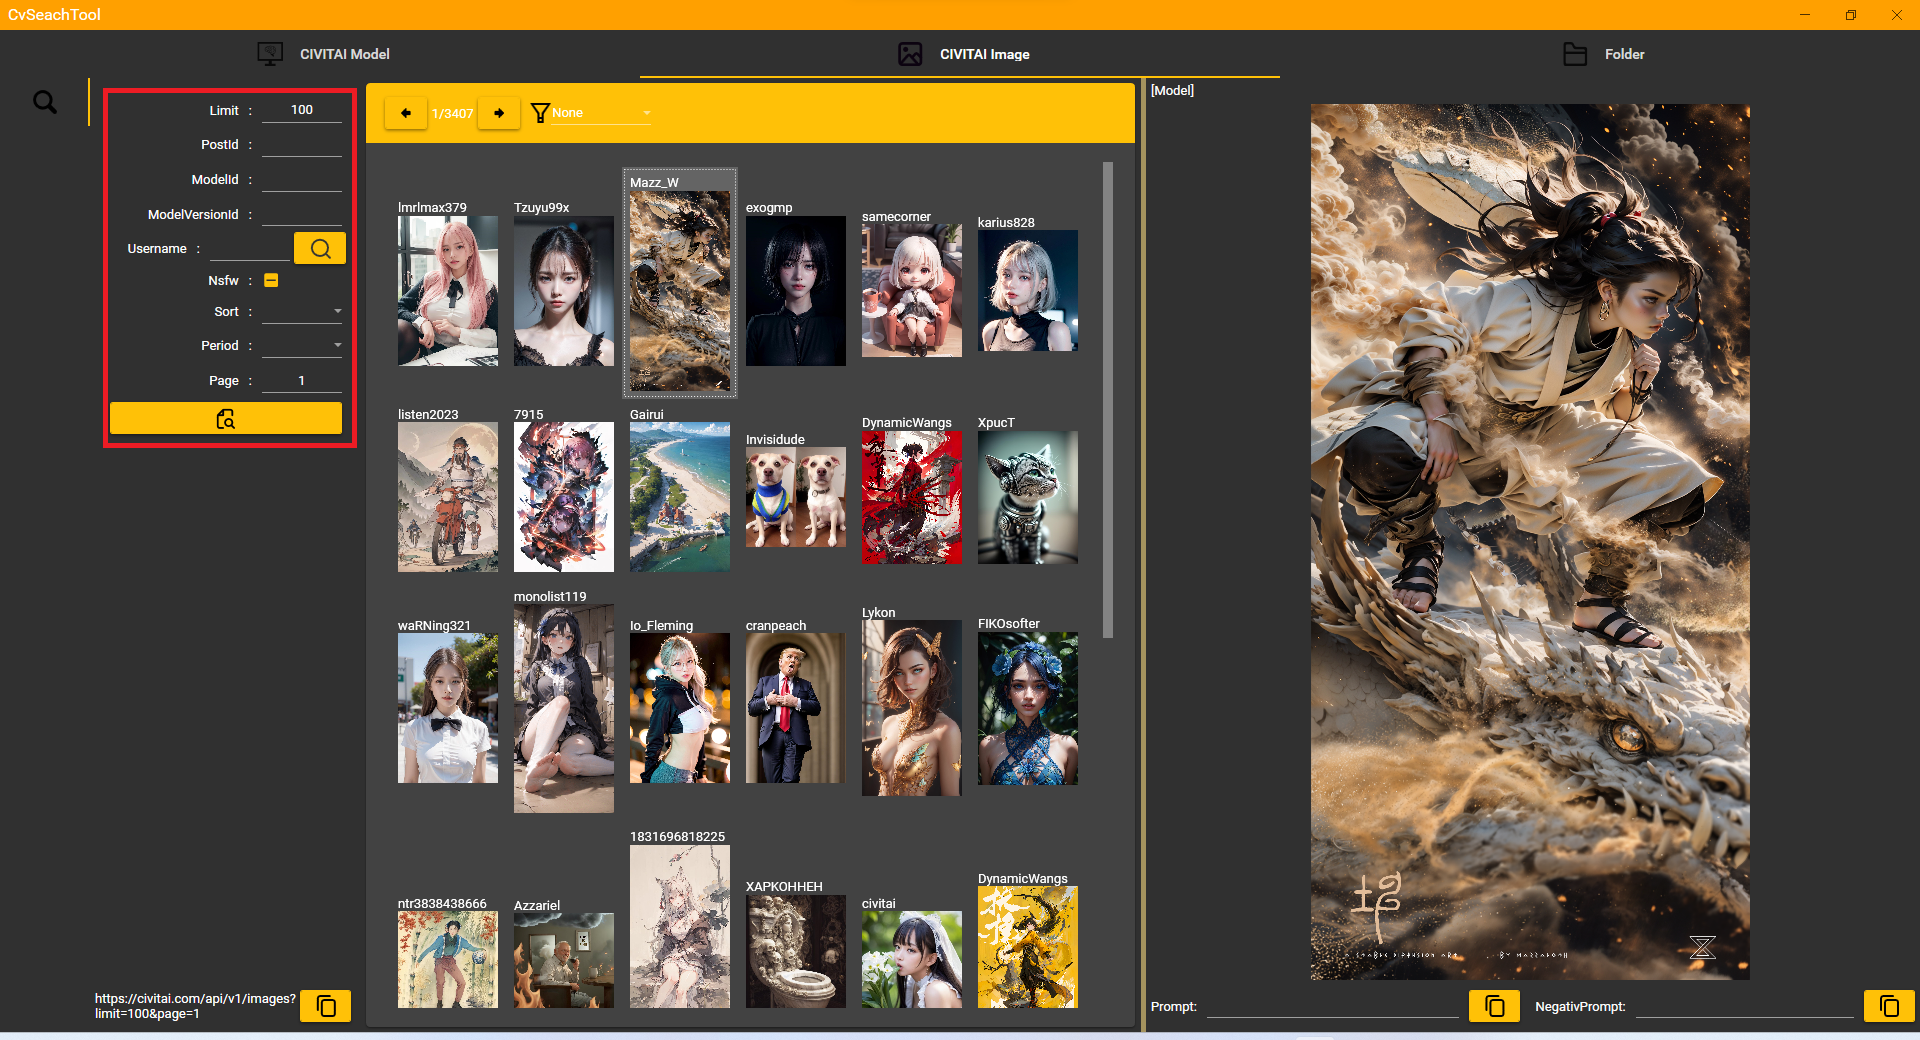 CvSeachTool
CIVITAI Model
CIVITAI Image
Folder
Limit : 100
PostId :
ModelId :
ModelVersionId :
Username :
Nsfw :
Sort :
Period :
Page : 1
https://civitai.com/api/v1/images?
limit=100&page=1
1/3407
None
lmrlmax379
Tzuyu99x
Mazz_W
exogmp
samecorner
karius828
listen2023
7915
Gairui
Invisidude
DynamicWangs
XpucT
waRNing321
monolist119
Io_Fleming
cranpeach
Lykon
FIKOsofter
ntr3838438666
Azzariel
1831696818225
XAPKOHHEH
civitai
DynamicWangs
[Model]
Prompt:
NegativPrompt: